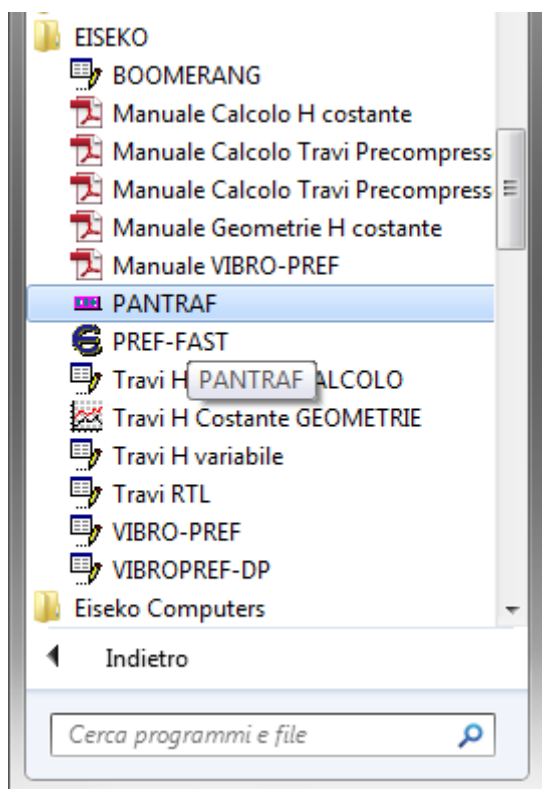 EISEKO
BOOMERANG
Manuale Calcolo H costante
Manuale Calcolo Travi Precompress
Manuale Calcolo Travi Precompress
Manuale Geometrie H costante
Manuale VIBRO-PREF
PANTRAF
PREF-FAST
Travi H PANTRAF ALCOLO
Travi H Costante GEOMETRIE
Travi H variabile
Travi RTL
VIBRO-PREF
VIBROPREF-DP
Eiseko Computers
Indietro
Cerca programmi e file